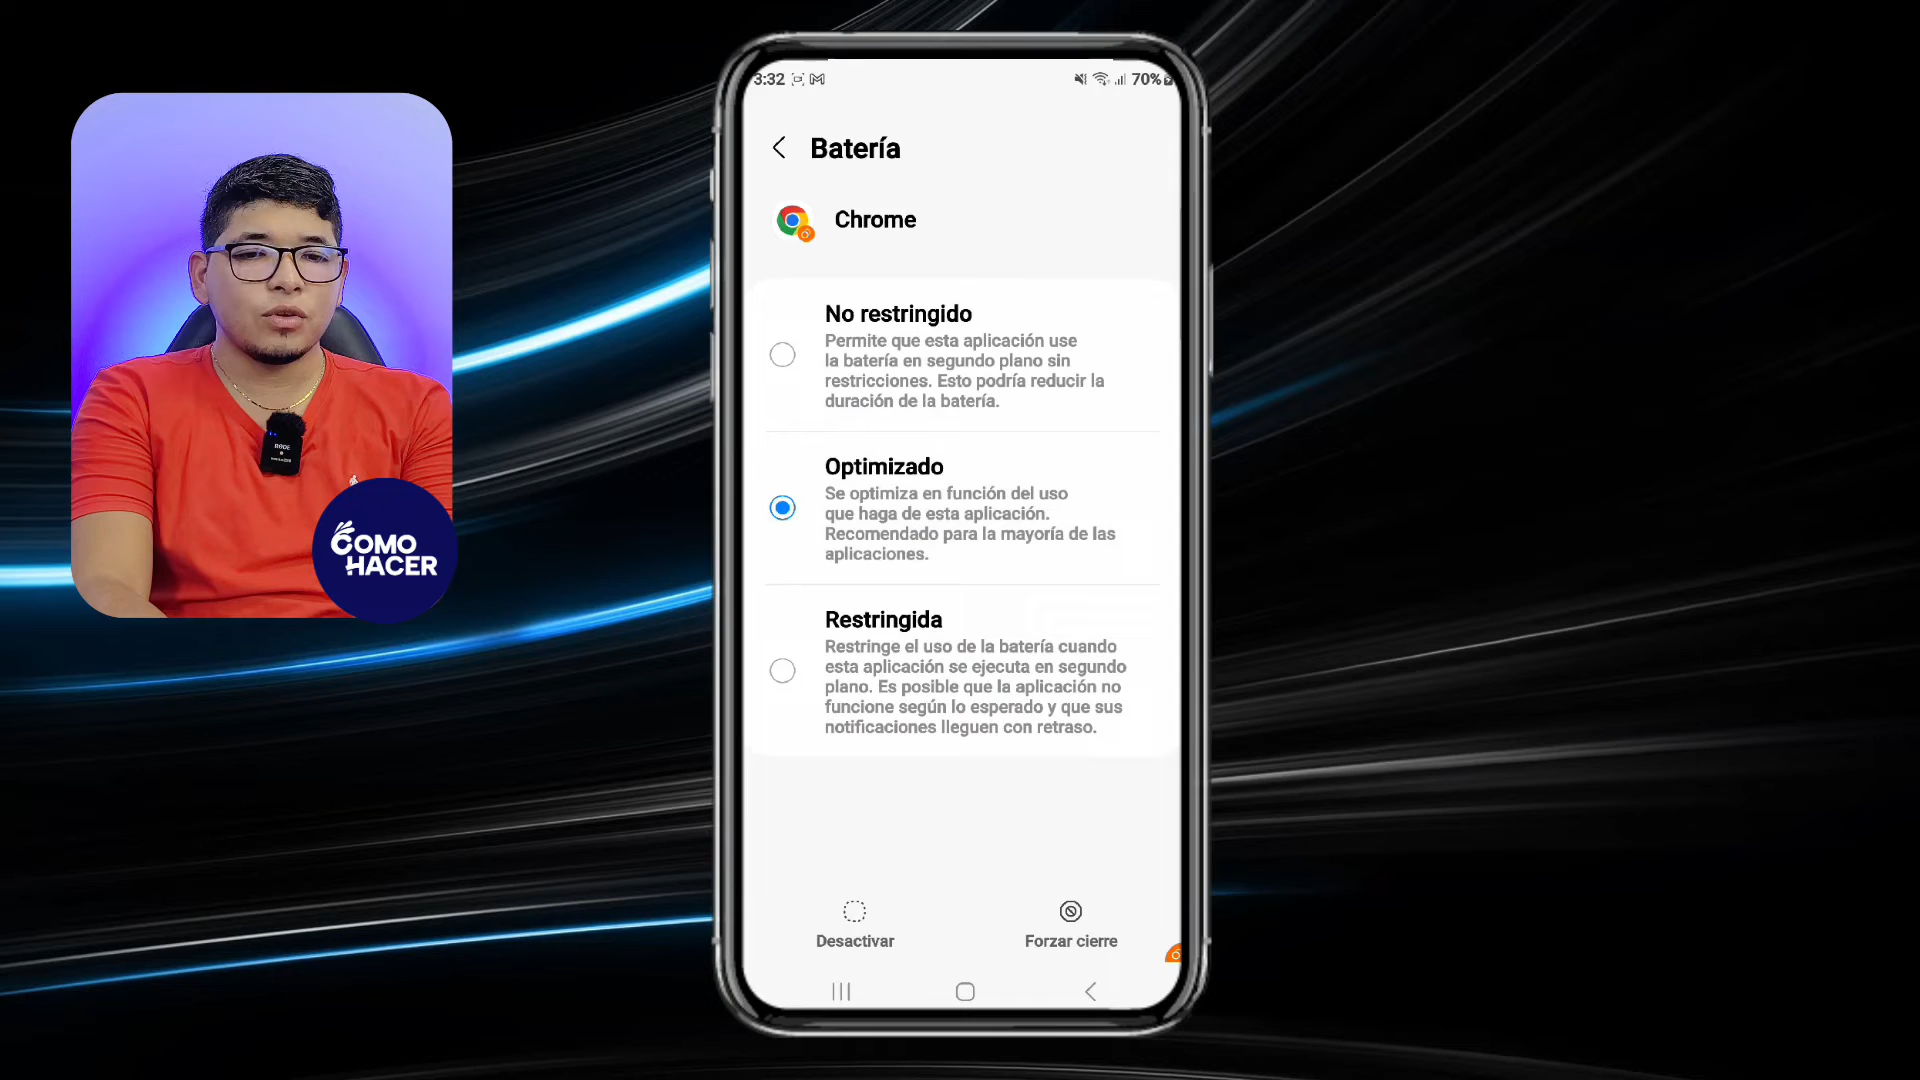 3:32
70%
Batería
Chrome
No restringido
Permite que esta aplicación use
la batería en segundo plano sin
restricciones. Esto podría reducir la
duración de la batería.
Optimizado
Se optimiza en función del uso
que haga de esta aplicación.
Recomendado para la mayoría de las
aplicaciones.
Restringida
Restringe el uso de la batería cuando
esta aplicación se ejecuta en segundo
plano. Es posible que la aplicación no
funcione según lo esperado y que sus
notificaciones lleguen con retraso.
Desactivar
Forzar cierre
RØDE
COMO
HACER